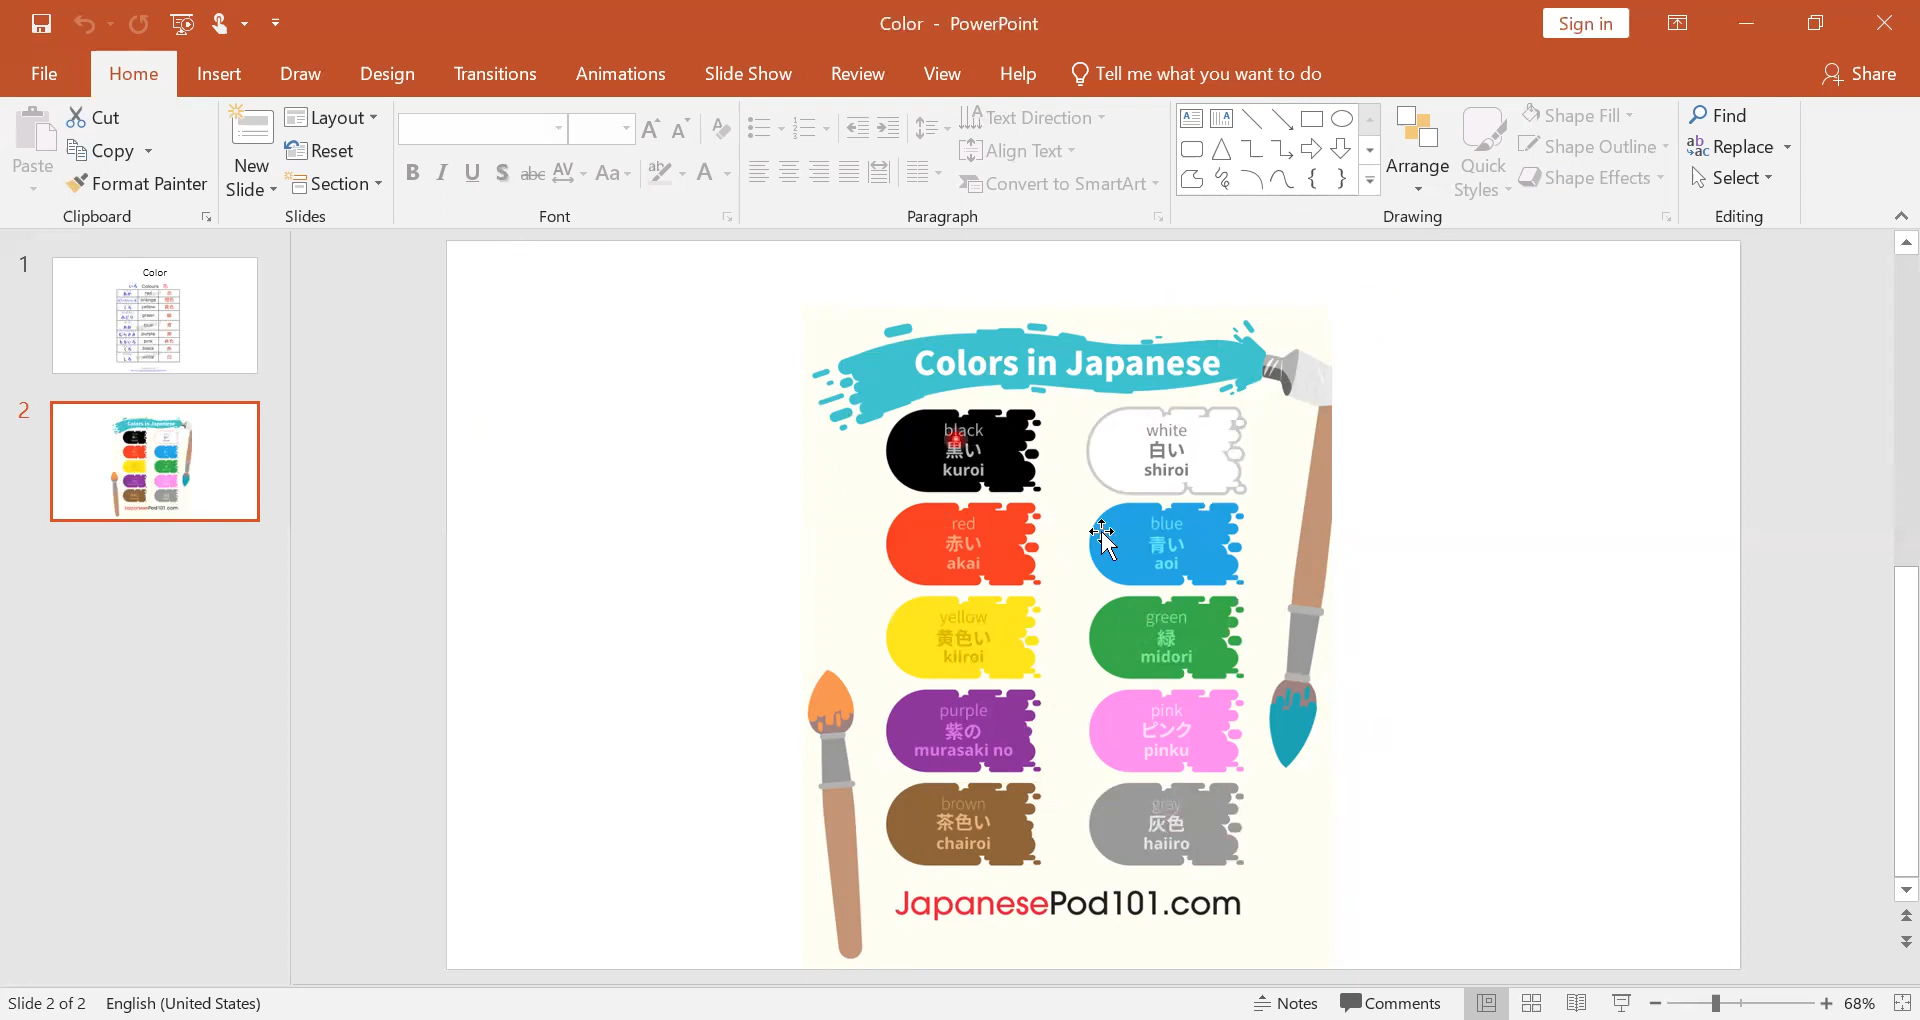 Color - PowerPoint
Sign in
File Home Insert Draw Design Transitions Animations Slide Show Review View Help Tell me what you want to do Share
Paste
Cut
Copy
Format Painter
Clipboard
New Slide
Layout
Reset
Section
Slides
Font
Text Direction
Align Text
Convert to SmartArt
Paragraph
Arrange
Quick Styles
Shape Fill
Shape Outline
Shape Effects
Drawing
Find
Replace
Select
Editing
1
Color
2
Colors in Japanese
JapanesePod101.com
Colors in Japanese
black
黒い
kuroi
white
白い
shiroi
red
赤い
akai
blue
青い
aoi
yellow
黄色い
kiiroi
green
緑
midori
purple
紫の
murasaki no
pink
ピンク
pinku
brown
茶色い
chairoi
gray
灰色
haiiro
JapanesePod101.com
Slide 2 of 2 English (United States) Notes Comments 68%